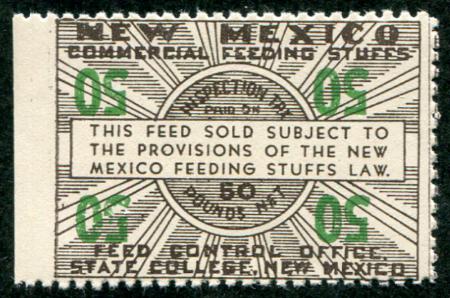 NEW MEXICO
COMMERCIAL FEEDING STUFFS
50 50
INSPECTION TAX
PAID ON
THIS FEED SOLD SUBJECT TO
THE PROVISIONS OF THE NEW
MEXICO FEEDING STUFFS LAW.
50
POUNDS NET
50 50
FEED CONTROL OFFICE,
STATE COLLEGE, NEW MEXICO